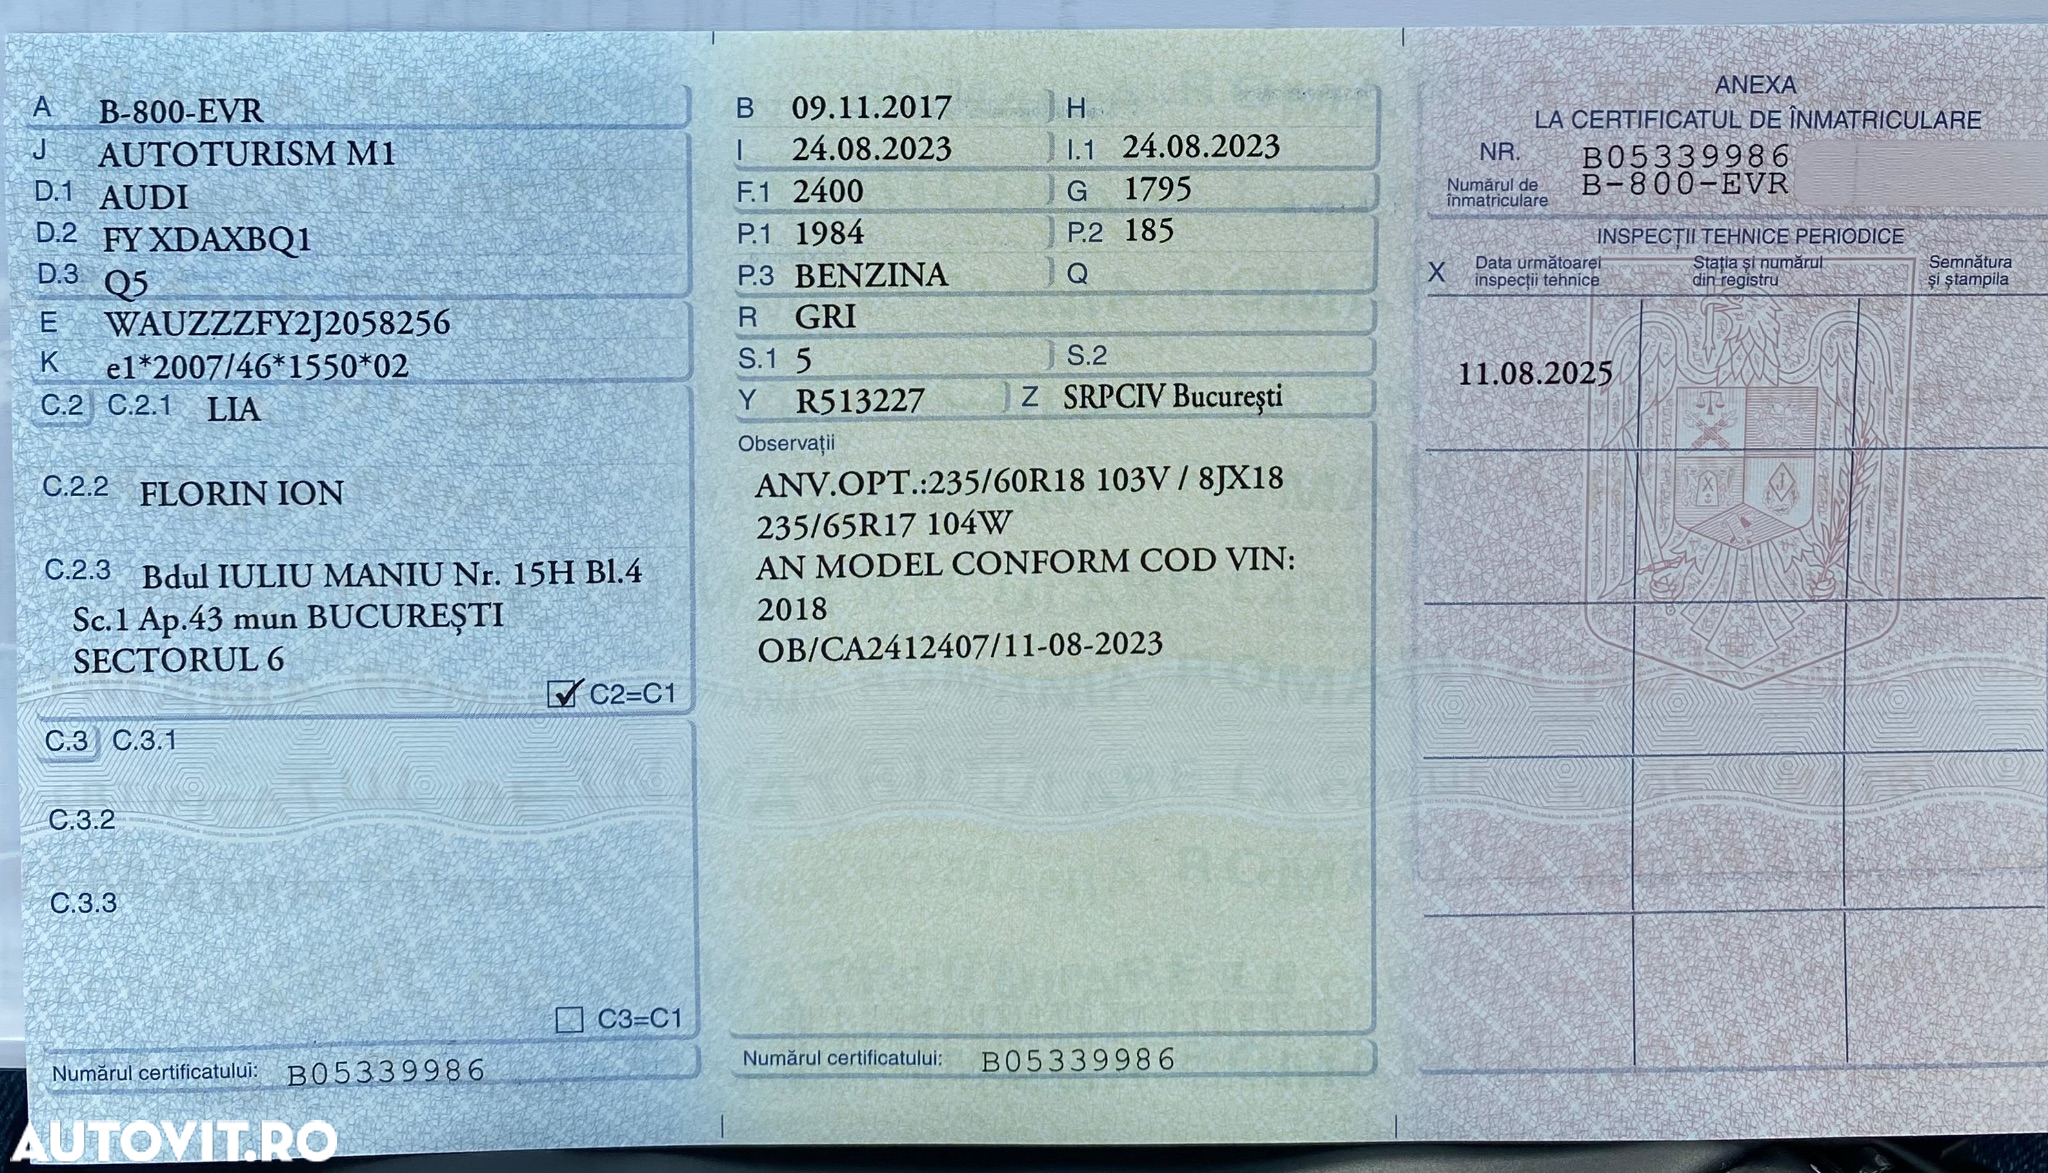 A B-800-EVR
J AUTOTURISM M1
D.1 AUDI
D.2 FY XDAXBQ1
D.3 Q5
E WAUZZZFY2J2058256
K e1*2007/46*1550*02
C.2 C.2.1 LIA
C.2.2 FLORIN ION
C.2.3 Bdul IULIU MANIU Nr. 15H Bl.4
Sc.1 Ap.43 mun BUCUREȘTI
SECTORUL 6
C2=C1
C.3 C.3.1
C.3.2
C.3.3
C3=C1
Numărul certificatului: B05339986
B 09.11.2017 H
I 24.08.2023 I.1 24.08.2023
F.1 2400 G 1795
P.1 1984 P.2 185
P.3 BENZINA Q
R GRI
S.1 5 S.2
Y R513227 Z SRPCIV București
Observații
ANV.OPT.:235/60R18 103V / 8JX18
235/65R17 104W
AN MODEL CONFORM COD VIN:
2018
OB/CA2412407/11-08-2023
Numărul certificatului: B05339986
ANEXA
LA CERTIFICATUL DE ÎNMATRICULARE
NR. B05339986
Numărul de înmatriculare B-800-EVR
INSPECȚII TEHNICE PERIODICE
X Data următoarei inspecții tehnice Stația și numărul din registru Semnătura și ștampila
11.08.2025
AUTOVIT.RO